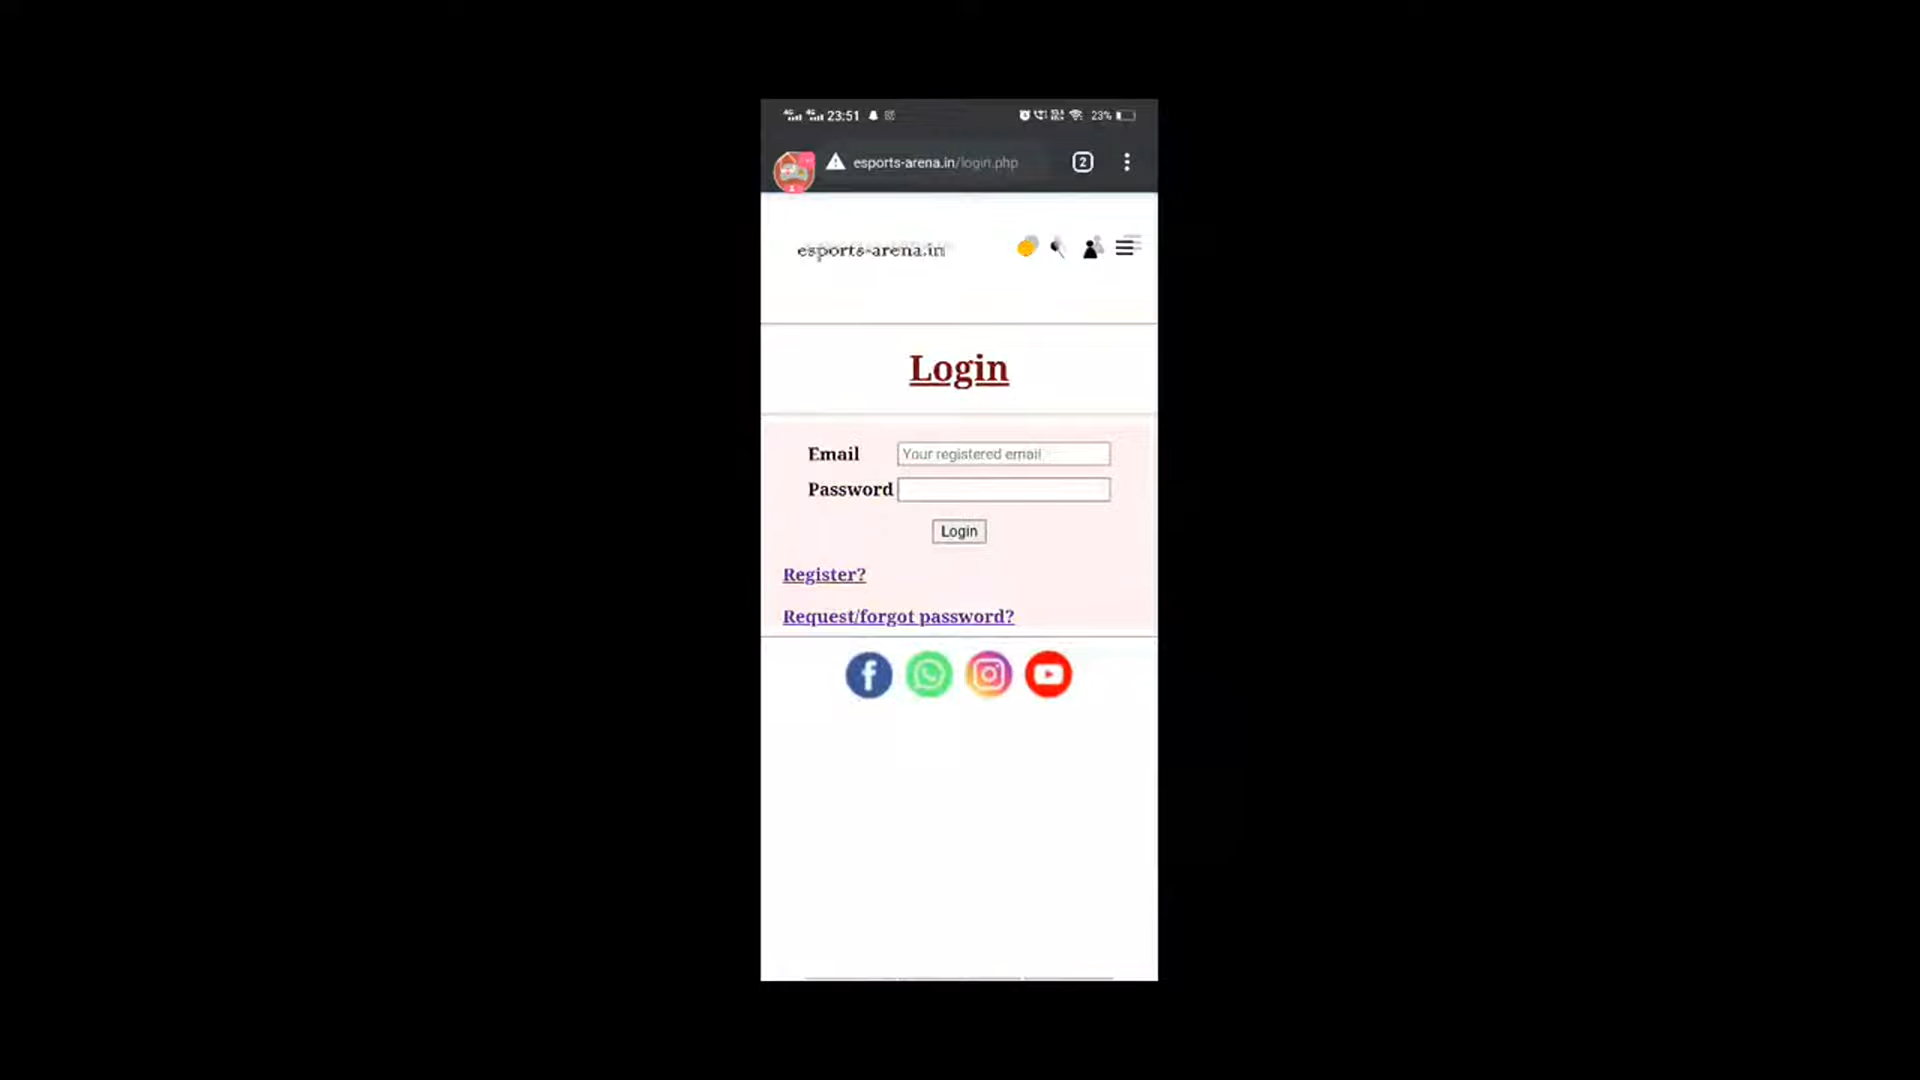 23:51 23%
esports-arena.in/login.php 2
esports-arena.in
Login
Email Your registered email
Password
Login
Register?
Request/forgot password?